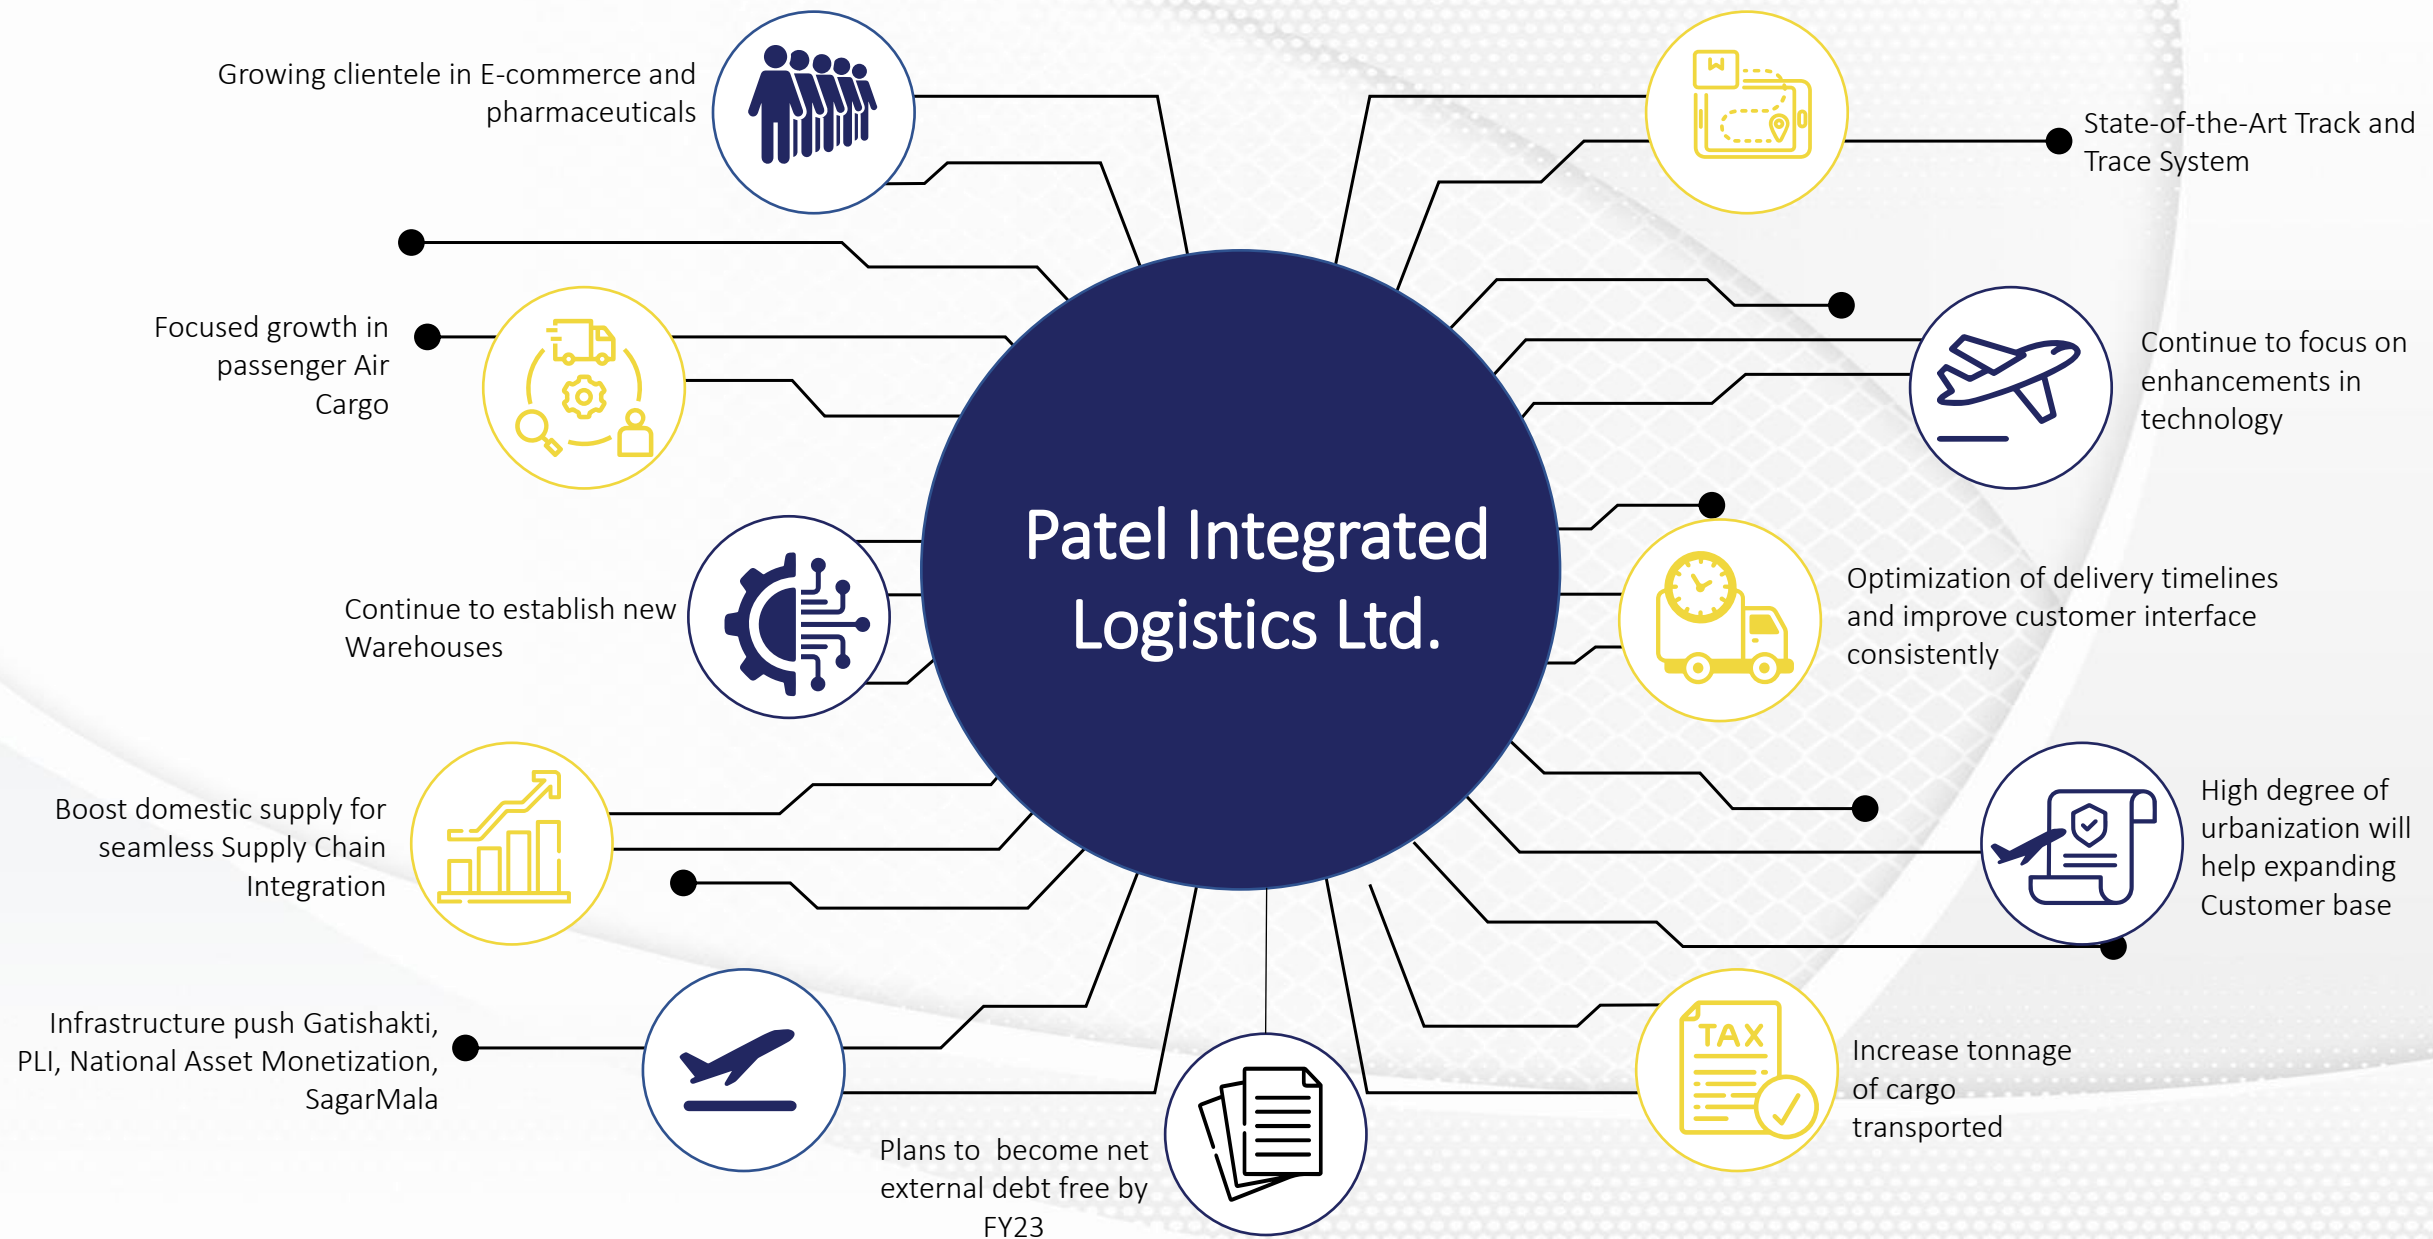 Growing clientele in E-commerce and
pharmaceuticals
State-of-the-Art Track and
Trace System
Focused growth in
passenger Air
Cargo
Continue to focus on
enhancements in
technology
Patel Integrated
Logistics Ltd.
Continue to establish new
Warehouses
Optimization of delivery timelines
and improve customer interface
consistently
Boost domestic supply for
seamless Supply Chain
Integration
High degree of
urbanization will
help expanding
Customer base
Infrastructure push Gatishakti,
PLI, National Asset Monetization,
SagarMala
TAX
Increase tonnage
of cargo
transported
Plans to  become net
external debt free by
FY23